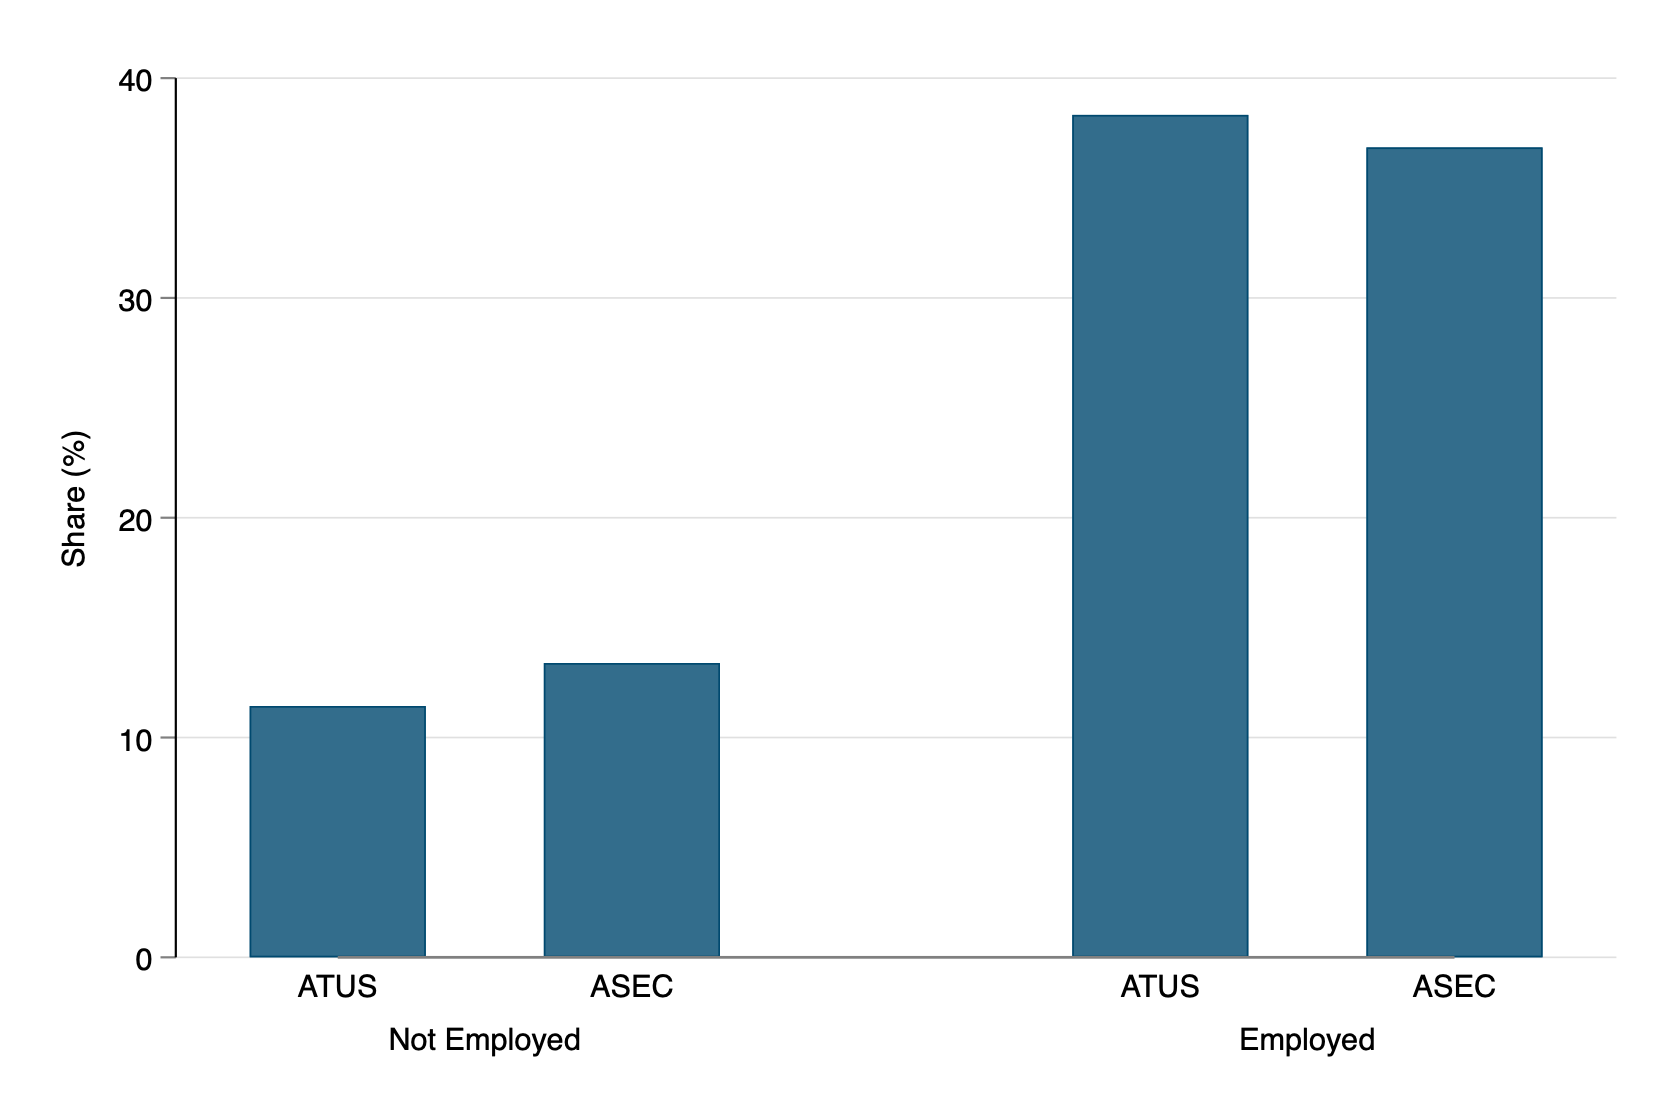 40
30
20
10
0
Share (%)
ATUS
ASEC
ATUS
ASEC
Not Employed
Employed